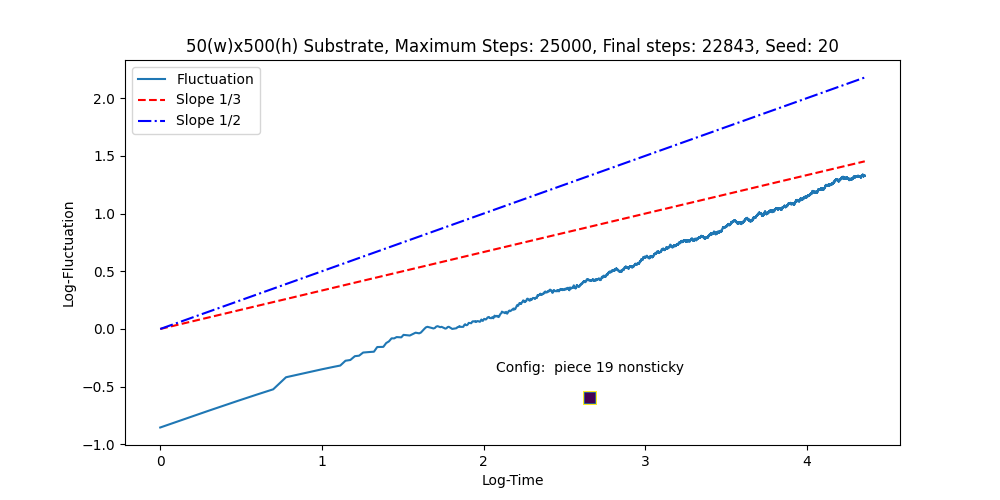 50(w)x500(h) Substrate, Maximum Steps: 25000, Final steps: 22843, Seed: 20
Fluctuation
Slope 1/3
Slope 1/2
2.0
1.5
1.0
0.5
0.0
−0.5
−1.0
Log-Fluctuation
Config:  piece 19 nonsticky
0 1 2 3 4
Log-Time